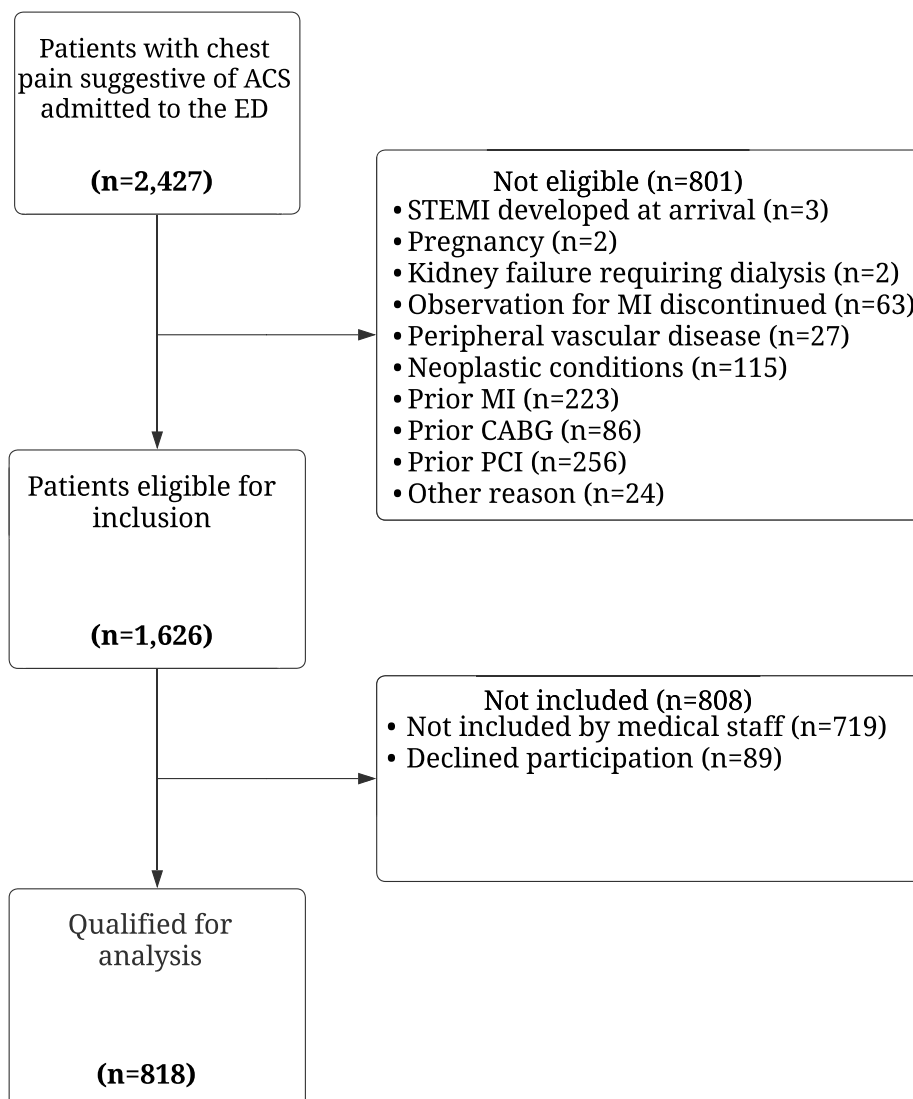 Patients with chest
pain suggestive of ACS
admitted to the ED
(n=2,427)
Not eligible (n=801)
• STEMI developed at arrival (n=3)
• Pregnancy (n=2)
• Kidney failure requiring dialysis (n=2)
• Observation for MI discontinued (n=63)
• Peripheral vascular disease (n=27)
• Neoplastic conditions (n=115)
• Prior MI (n=223)
• Prior CABG (n=86)
• Prior PCI (n=256)
• Other reason (n=24)
Patients eligible for
inclusion
(n=1,626)
Not included (n=808)
• Not included by medical staff (n=719)
• Declined participation (n=89)
Qualified for
analysis
(n=818)